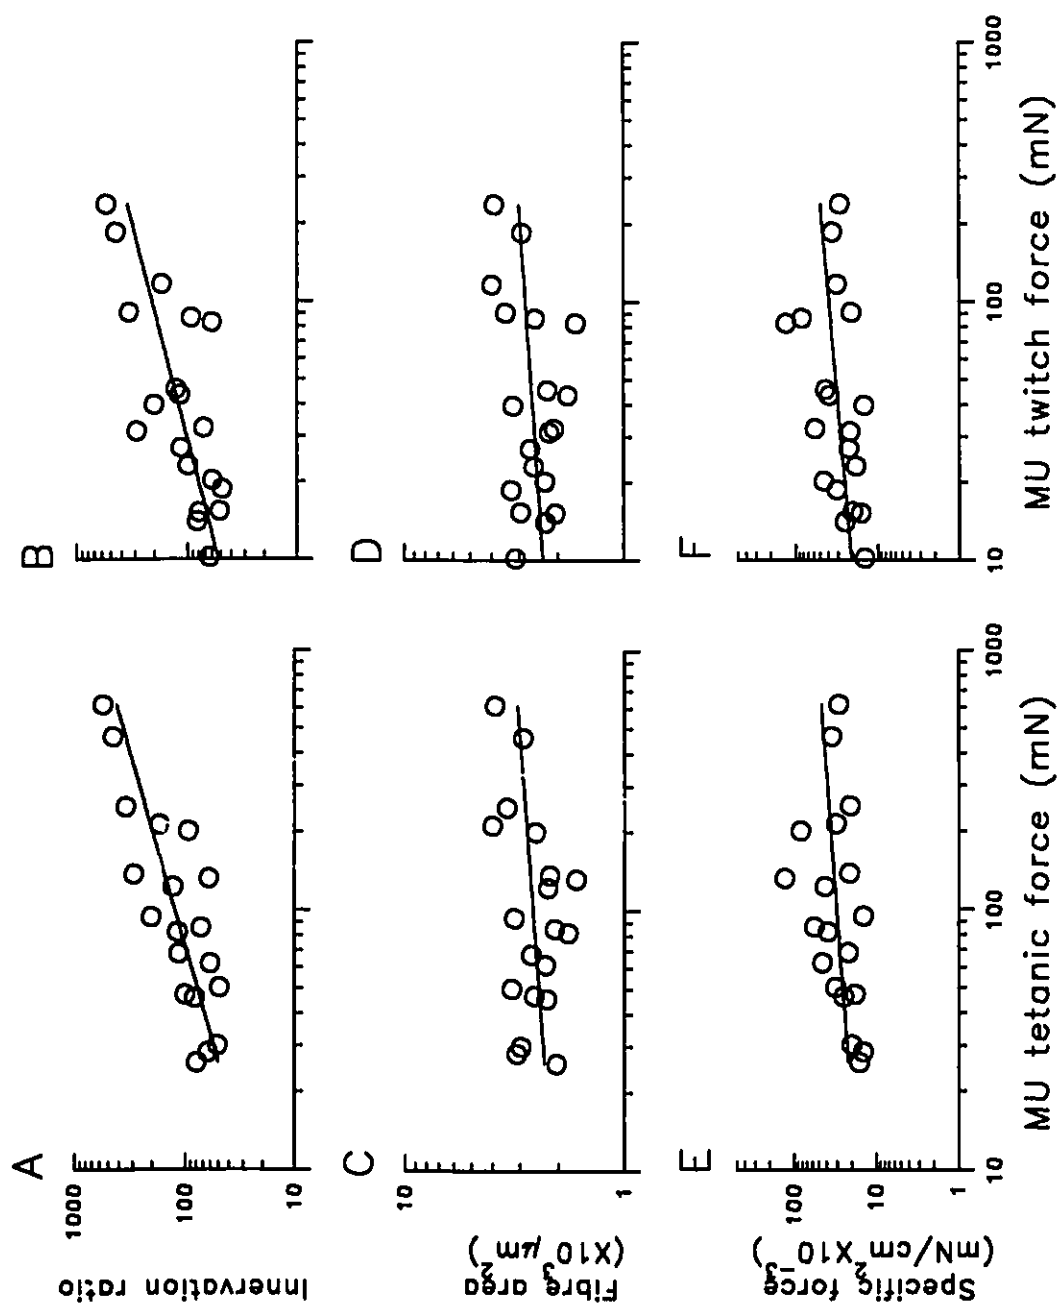 A
B
Innervation ratio
1000
100
10
C
D
Fibre area
(X10³ μm²)
10
1
E
F
Specific force
(mN/cm² X10⁻³)
100
10
1
10
100
1000
10
100
1000
MU tetanic force (mN)
MU twitch force (mN)